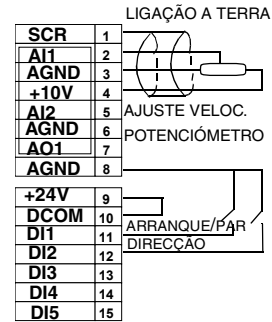 LIGAÇÃO A TERRA
SCR 1
AI1 2
AGND 3
+10V 4
AI2 5 AJUSTE VELOC.
AGND 6 POTENCIÓMETRO
AO1 7
AGND 8
+24V 9
DCOM 10
DI1 11 ARRANQUE/PAR
DI2 12 DIRECÇÃO
DI3 13
DI4 14
DI5 15